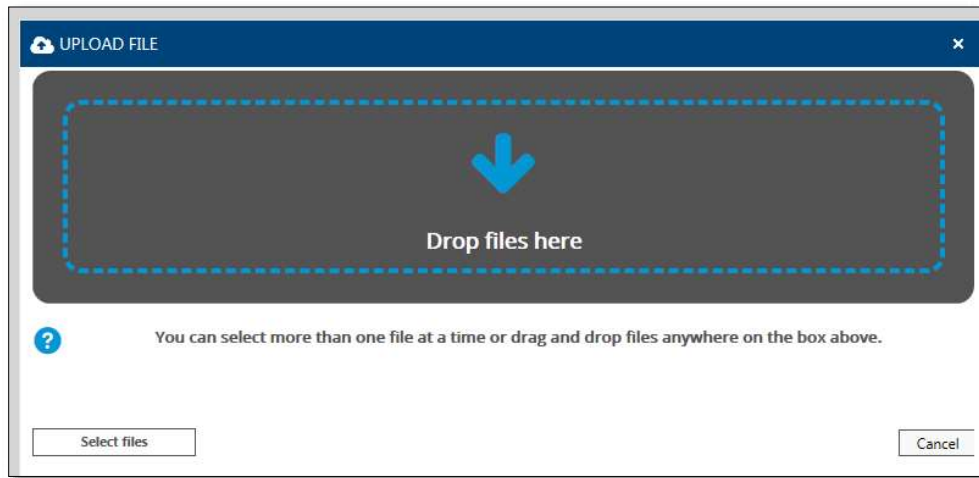 UPLOAD FILE
Drop files here
You can select more than one file at a time or drag and drop files anywhere on the box above.
Select files
Cancel